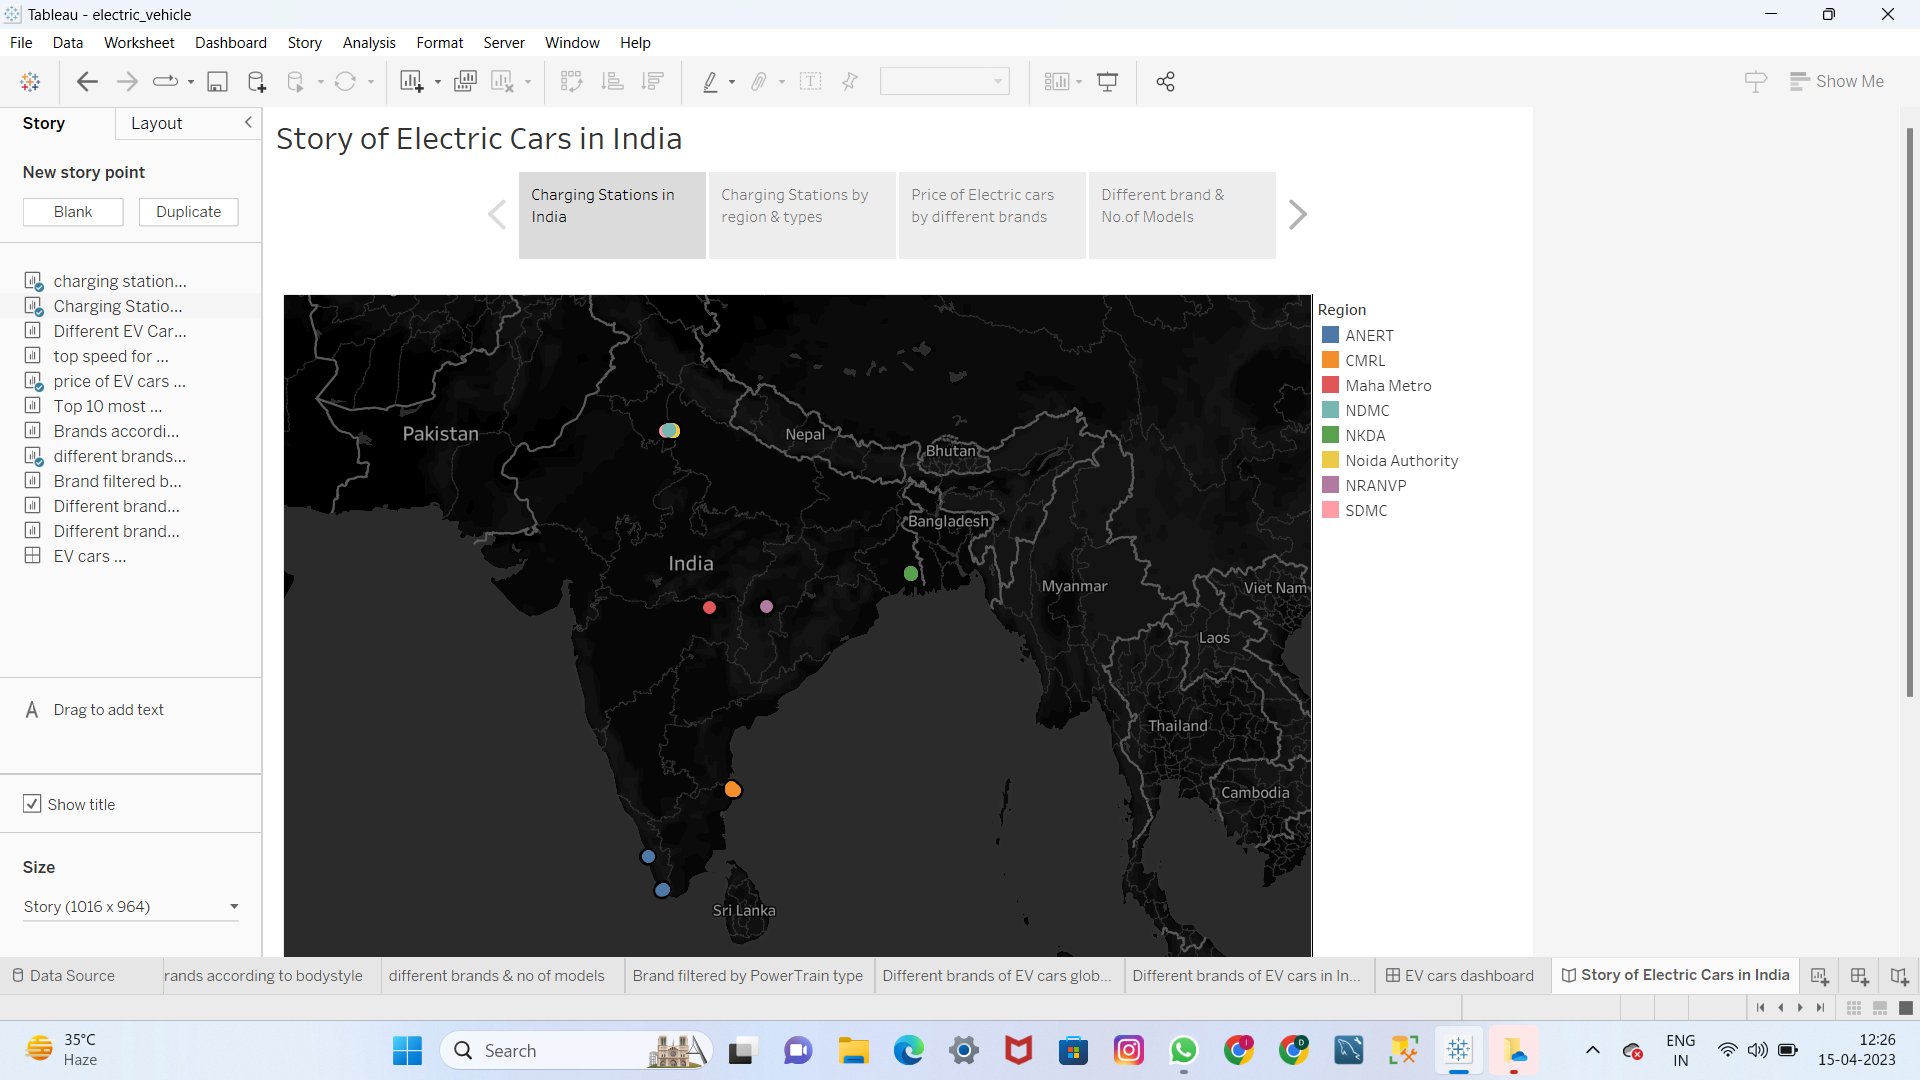 Tableau - electric_vehicle
File Data Worksheet Dashboard Story Analysis Format Server Window Help
Show Me
Story Layout
New story point
Blank Duplicate
charging station...
Charging Statio...
Different EV Car...
top speed for ...
price of EV cars ...
Top 10 most ...
Brands accordi...
different brands...
Brand filtered b...
Different brand...
Different brand...
EV cars ...
Drag to add text
Show title
Size
Story (1016 x 964)
Story of Electric Cars in India
Charging Stations in
India
Charging Stations by
region & types
Price of Electric cars
by different brands
Different brand &
No.of Models
Pakistan
Nepal
Bhutan
Bangladesh
India
Myanmar
Viet Nam
Laos
Thailand
Cambodia
Sri Lanka
Region
ANERT
CMRL
Maha Metro
NDMC
NKDA
Noida Authority
NRANVP
SDMC
Data Source rands according to bodystyle different brands & no of models Brand filtered by PowerTrain type Different brands of EV cars glob... Different brands of EV cars in In... EV cars dashboard Story of Electric Cars in India
35°C
Haze
Search
ENG
IN
12:26
15-04-2023